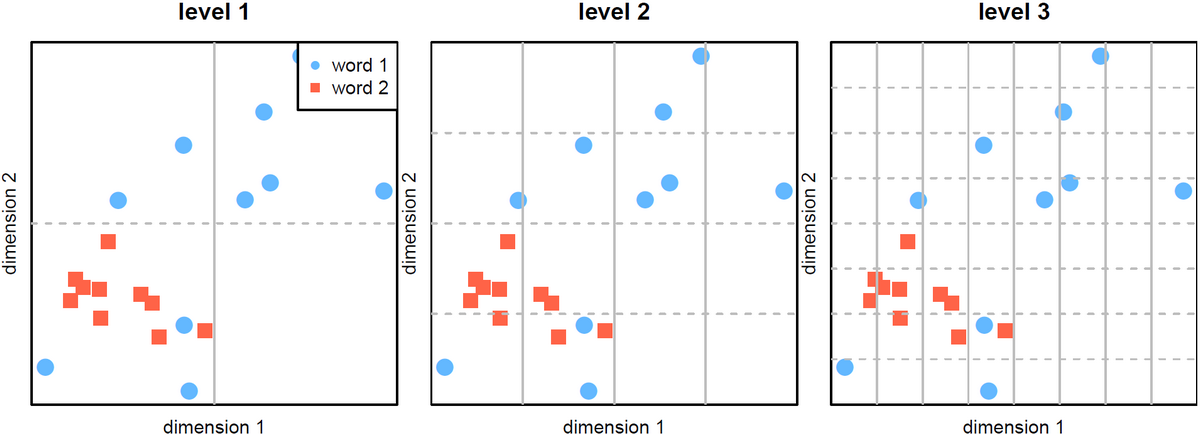 level 1
level 2
level 3
word 1
word 2
dimension 2
dimension 2
dimension 2
dimension 1
dimension 1
dimension 1